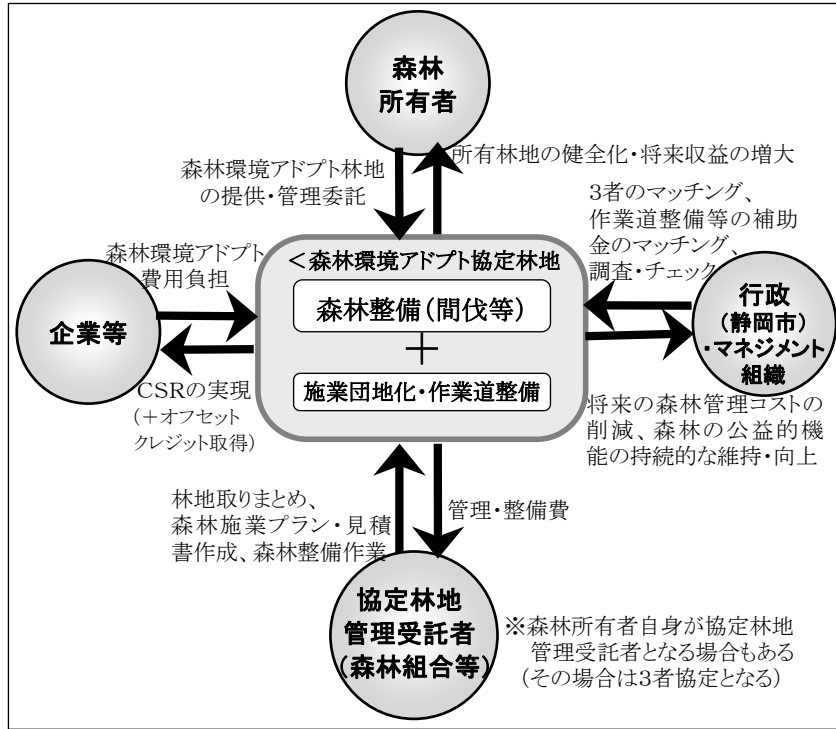 森林
所有者
森林環境アドプト林地
の提供・管理委託
所有林地の健全化・将来収益の増大
3者のマッチング、
作業道整備等の補助
金のマッチング、
調査・チェック
森林環境アドプト
費用負担
企業等
CSRの実現
(+オフセット
クレジット取得)
<森林環境アドプト協定林地
森林整備(間伐等)
+
施業団地化・作業道整備
行政
(静岡市)
・マネジメント
組織
将来の森林管理コストの
削減、森林の公益的機
能の持続的な維持・向上
林地取りまとめ、
森林施業プラン・見積
書作成、森林整備作業
管理・整備費
協定林地
管理受託者
(森林組合等)
※森林所有者自身が協定林地
管理受託者となる場合もある
(その場合は3者協定となる)